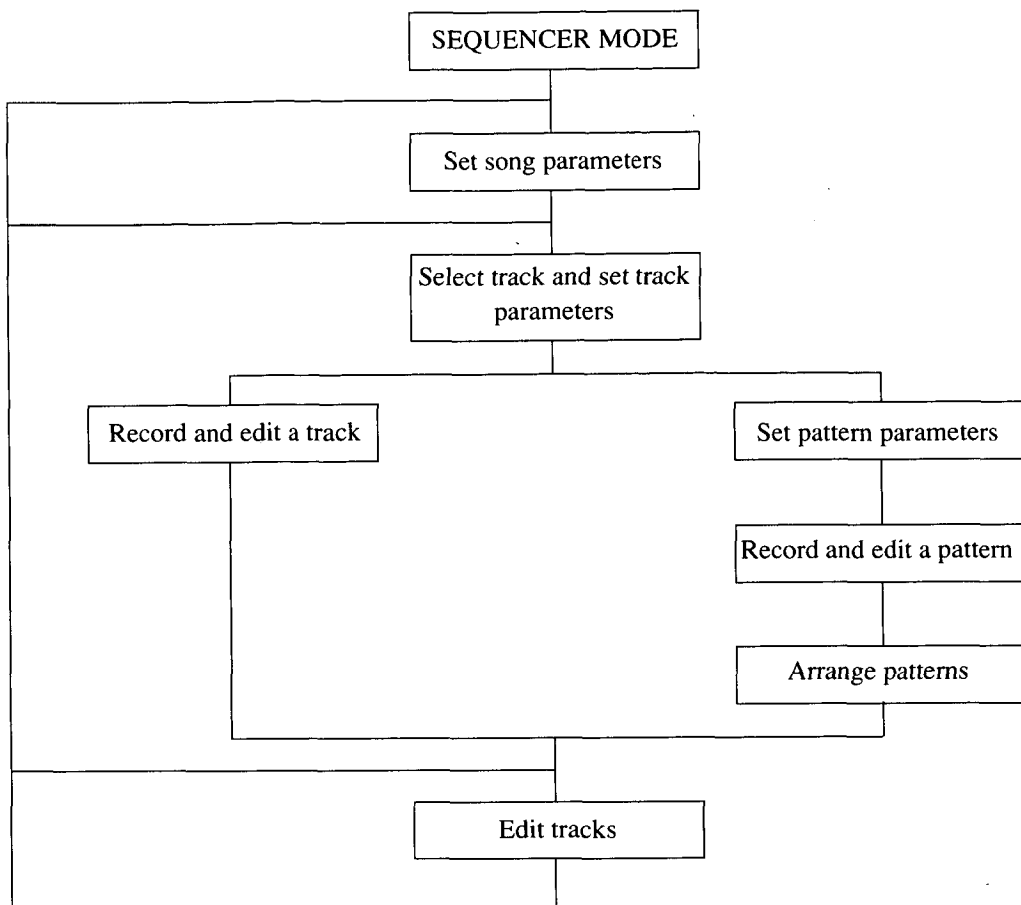 SEQUENCER MODE
Set song parameters
Select track and set track
parameters
Record and edit a track
Set pattern parameters
Record and edit a pattern
Arrange patterns
Edit tracks